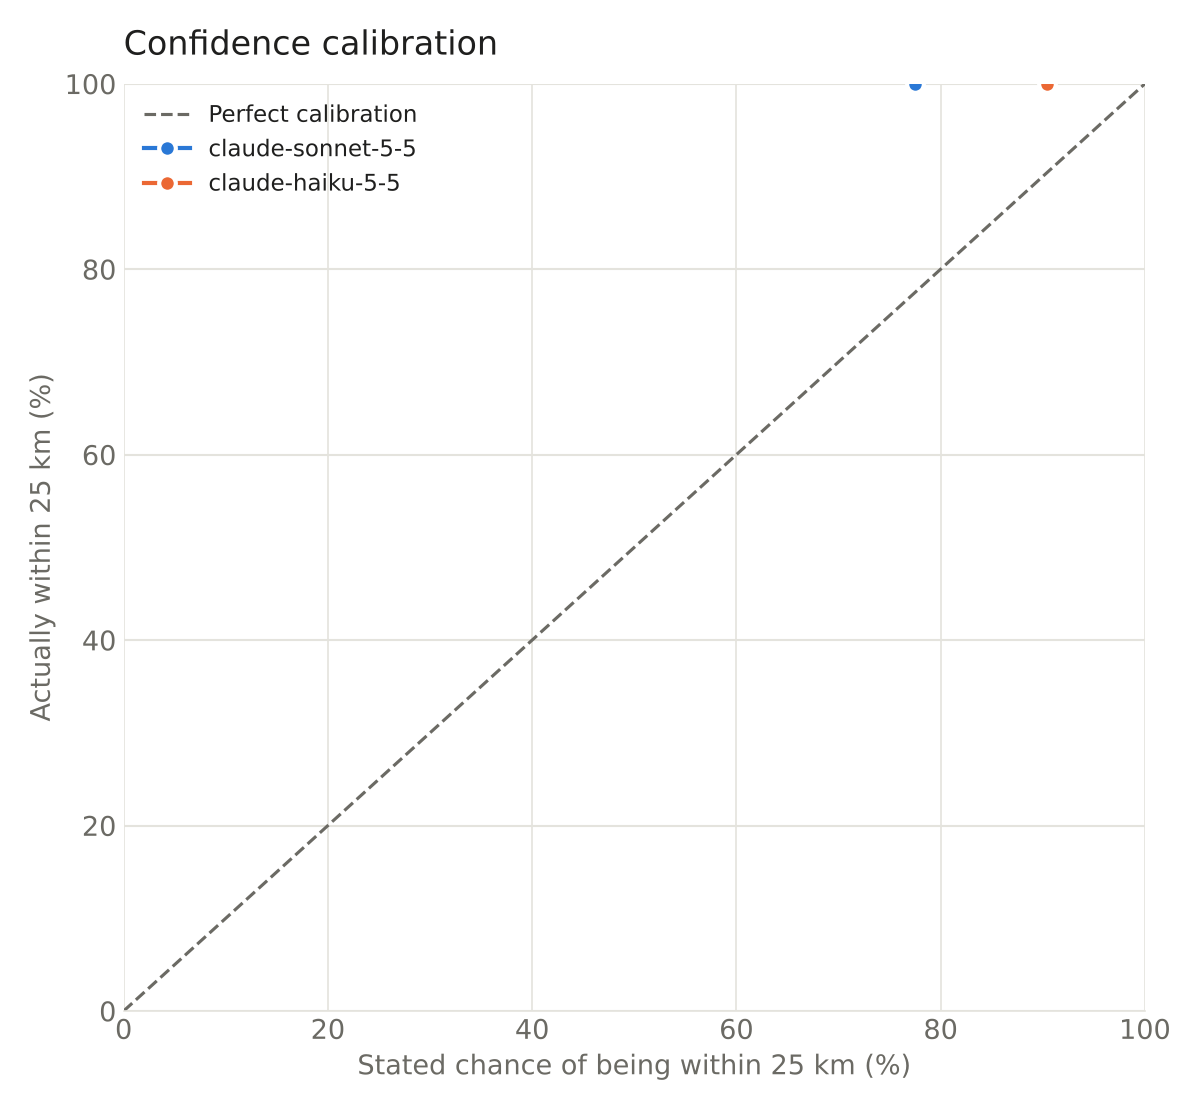 Confidence calibration
Perfect calibration
claude-sonnet-5-5
claude-haiku-5-5
100
80
60
40
20
0
Actually within 25 km (%)
0 20 40 60 80 100
Stated chance of being within 25 km (%)